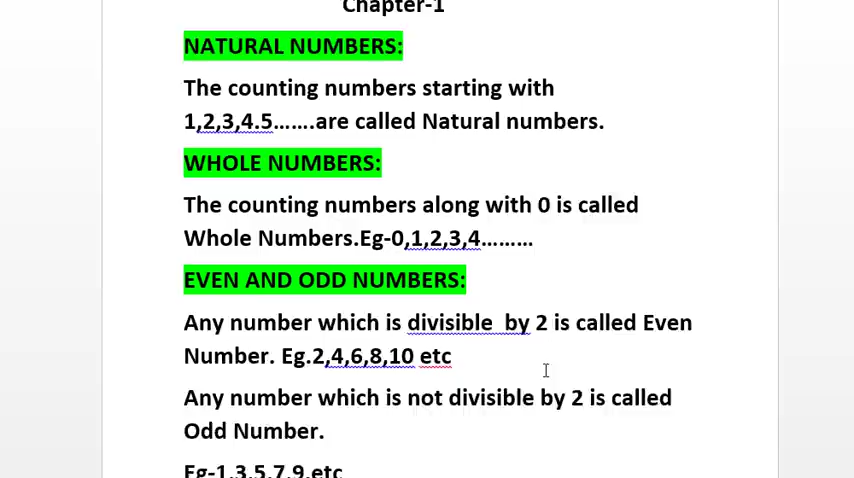 Chapter-1
NATURAL NUMBERS:
The counting numbers starting with
1,2,3,4.5.......are called Natural numbers.
WHOLE NUMBERS:
The counting numbers along with 0 is called
Whole Numbers.Eg-0,1,2,3,4.........
EVEN AND ODD NUMBERS:
Any number which is divisible  by 2 is called Even
Number. Eg.2,4,6,8,10 etc
Any number which is not divisible by 2 is called
Odd Number.
Eg-1,3,5,7,9,etc